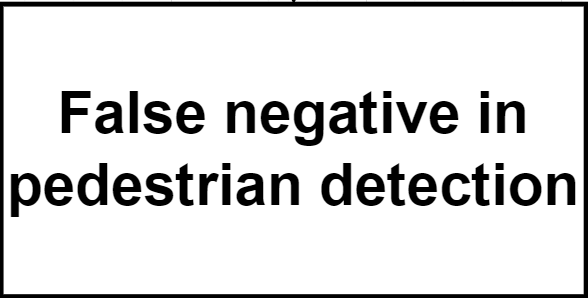 False negative in
pedestrian detection